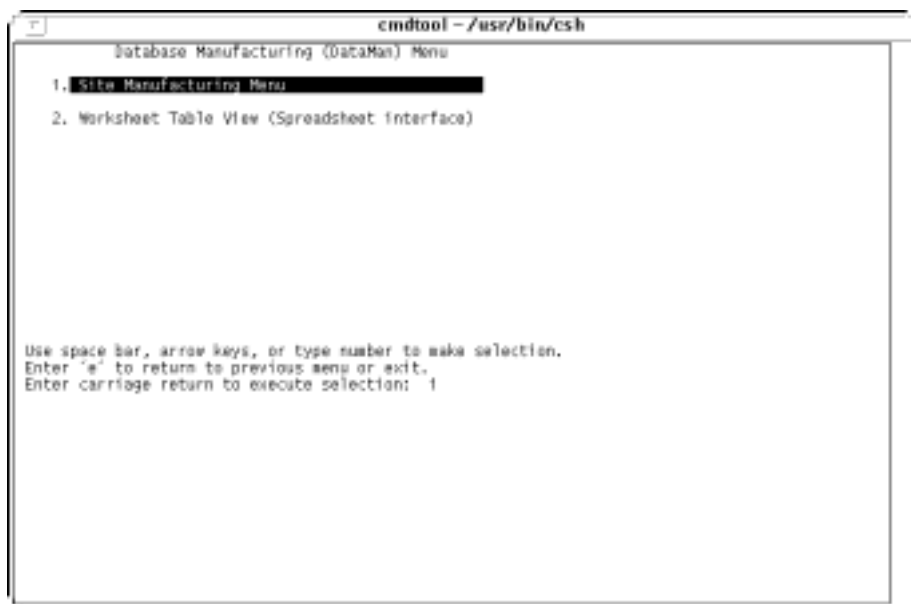 cmdtool – /usr/bin/csh
Database Manufacturing (DataMan) Menu
1. Site Manufacturing Menu
2. Worksheet Table View (Spreadsheet interface)
Use space bar, arrow keys, or type number to make selection.
Enter 'e' to return to previous menu or exit.
Enter carriage return to execute selection: 1